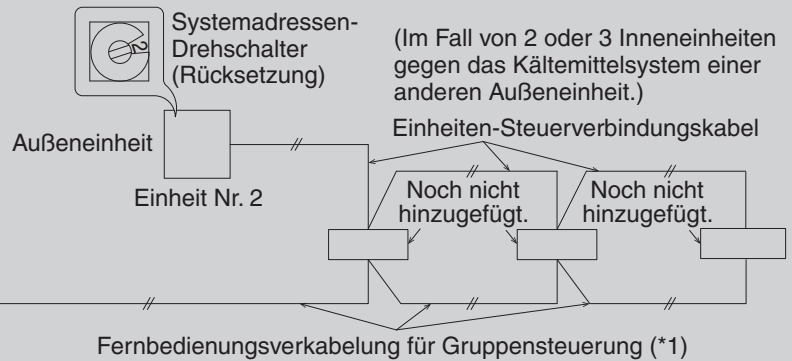 2
Systemadressen-
Drehschalter
(Rücksetzung)
(Im Fall von 2 oder 3 Inneneinheiten
gegen das Kältemittelsystem einer
anderen Außeneinheit.)
Außeneinheit
Einheiten-Steuerverbindungskabel
Einheit Nr. 2
Noch nicht
hinzugefügt.
Noch nicht
hinzugefügt.
Fernbedienungsverkabelung für Gruppensteuerung (*1)